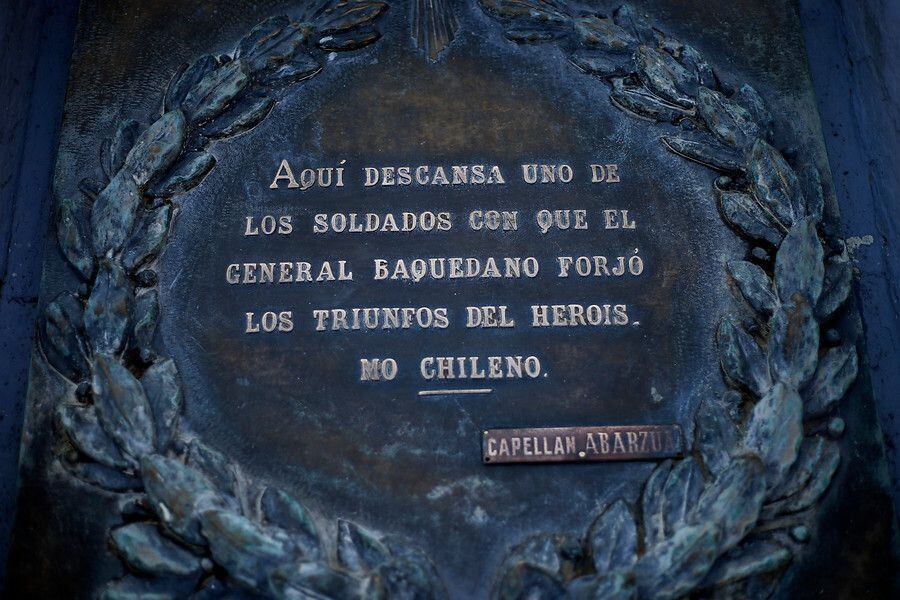 AQUÍ DESCANSA UNO DE
LOS SOLDADOS CON QUE EL
GENERAL BAQUEDANO FORJÓ
LOS TRIUNFOS DEL HEROIS.
MO CHILENO.
CAPELLAN ABARZUA